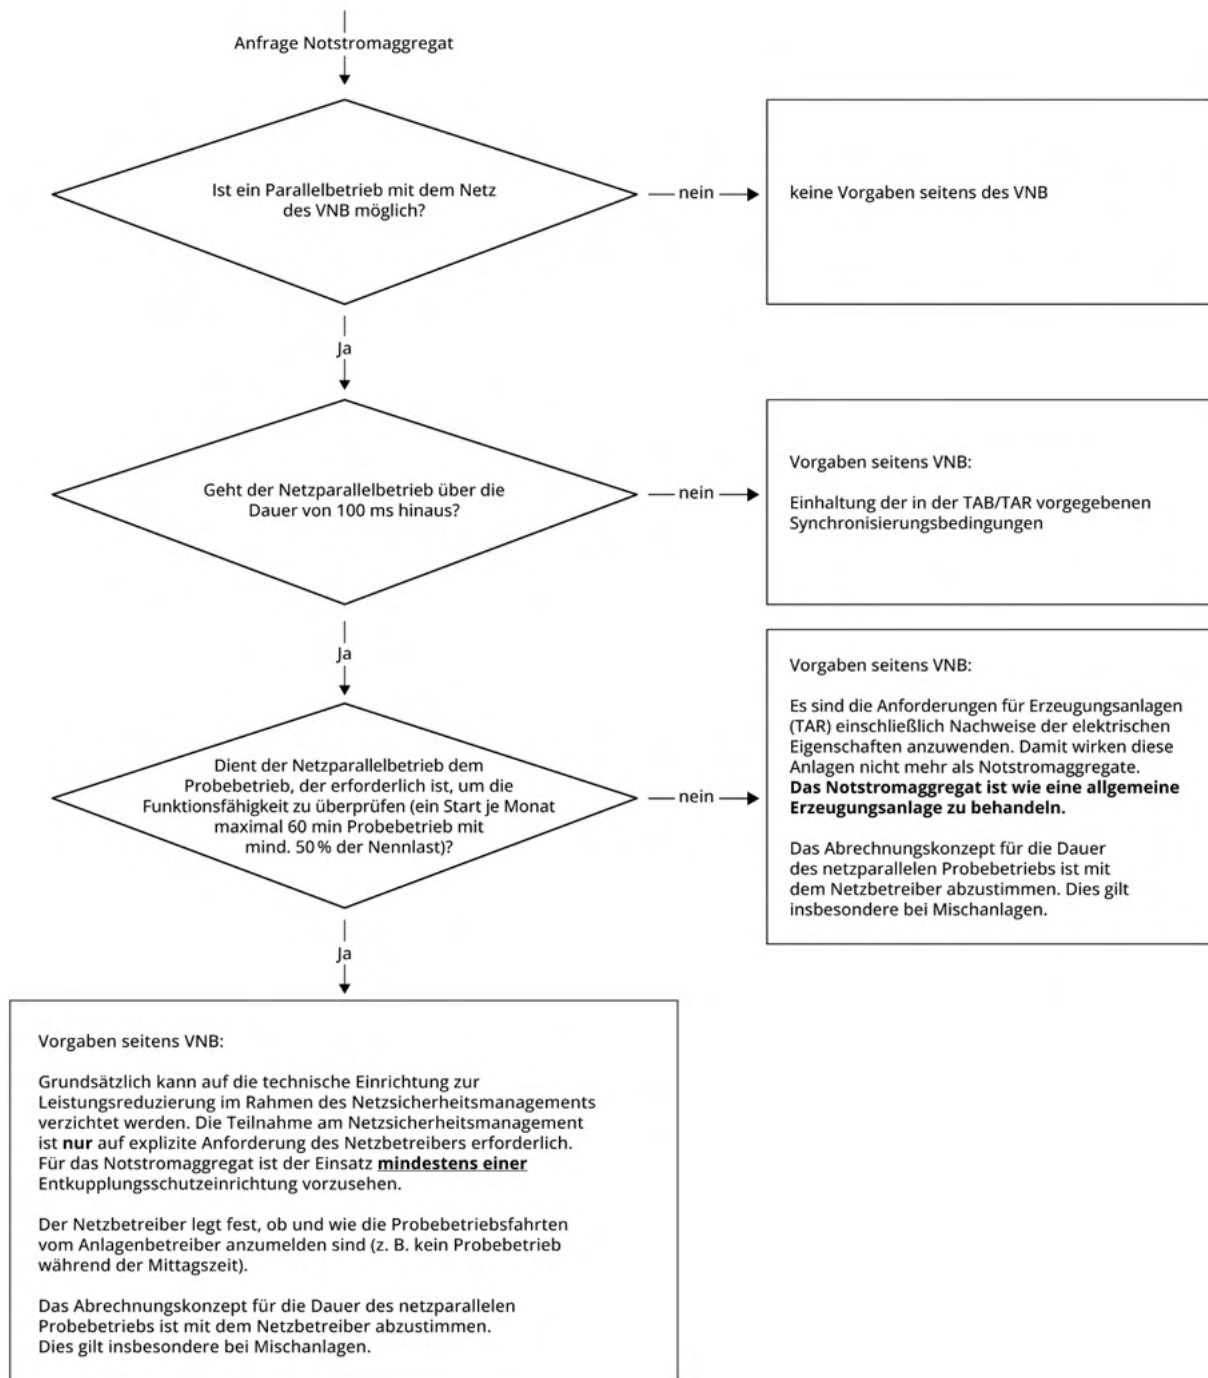 Anfrage Notstromaggregat
Ist ein Parallelbetrieb mit dem Netz
des VNB möglich?
nein
keine Vorgaben seitens des VNB
Ja
Geht der Netzparallelbetrieb über die
Dauer von 100 ms hinaus?
nein
Vorgaben seitens VNB:
Einhaltung der in der TAB/TAR vorgegebenen
Synchronisierungsbedingungen
Ja
Dient der Netzparallelbetrieb dem
Probebetrieb, der erforderlich ist, um die
Funktionsfähigkeit zu überprüfen (ein Start je Monat
maximal 60 min Probebetrieb mit
mind. 50 % der Nennlast)?
nein
Vorgaben seitens VNB:
Es sind die Anforderungen für Erzeugungsanlagen
(TAR) einschließlich Nachweise der elektrischen
Eigenschaften anzuwenden. Damit wirken diese
Anlagen nicht mehr als Notstromaggregate.
Das Notstromaggregat ist wie eine allgemeine
Erzeugungsanlage zu behandeln.
Das Abrechnungskonzept für die Dauer
des netzparallelen Probebetriebs ist mit
dem Netzbetreiber abzustimmen. Dies gilt
insbesondere bei Mischanlagen.
Ja
Vorgaben seitens VNB:
Grundsätzlich kann auf die technische Einrichtung zur
Leistungsreduzierung im Rahmen des Netzsicherheitsmanagements
verzichtet werden. Die Teilnahme am Netzsicherheitsmanagement
ist nur auf explizite Anforderung des Netzbetreibers erforderlich.
Für das Notstromaggregat ist der Einsatz mindestens einer
Entkupplungsschutzeinrichtung vorzusehen.
Der Netzbetreiber legt fest, ob und wie die Probebetriebsfahrten
vom Anlagenbetreiber anzumelden sind (z. B. kein Probebetrieb
während der Mittagszeit).
Das Abrechnungskonzept für die Dauer des netzparallelen
Probebetriebs ist mit dem Netzbetreiber abzustimmen.
Dies gilt insbesondere bei Mischanlagen.